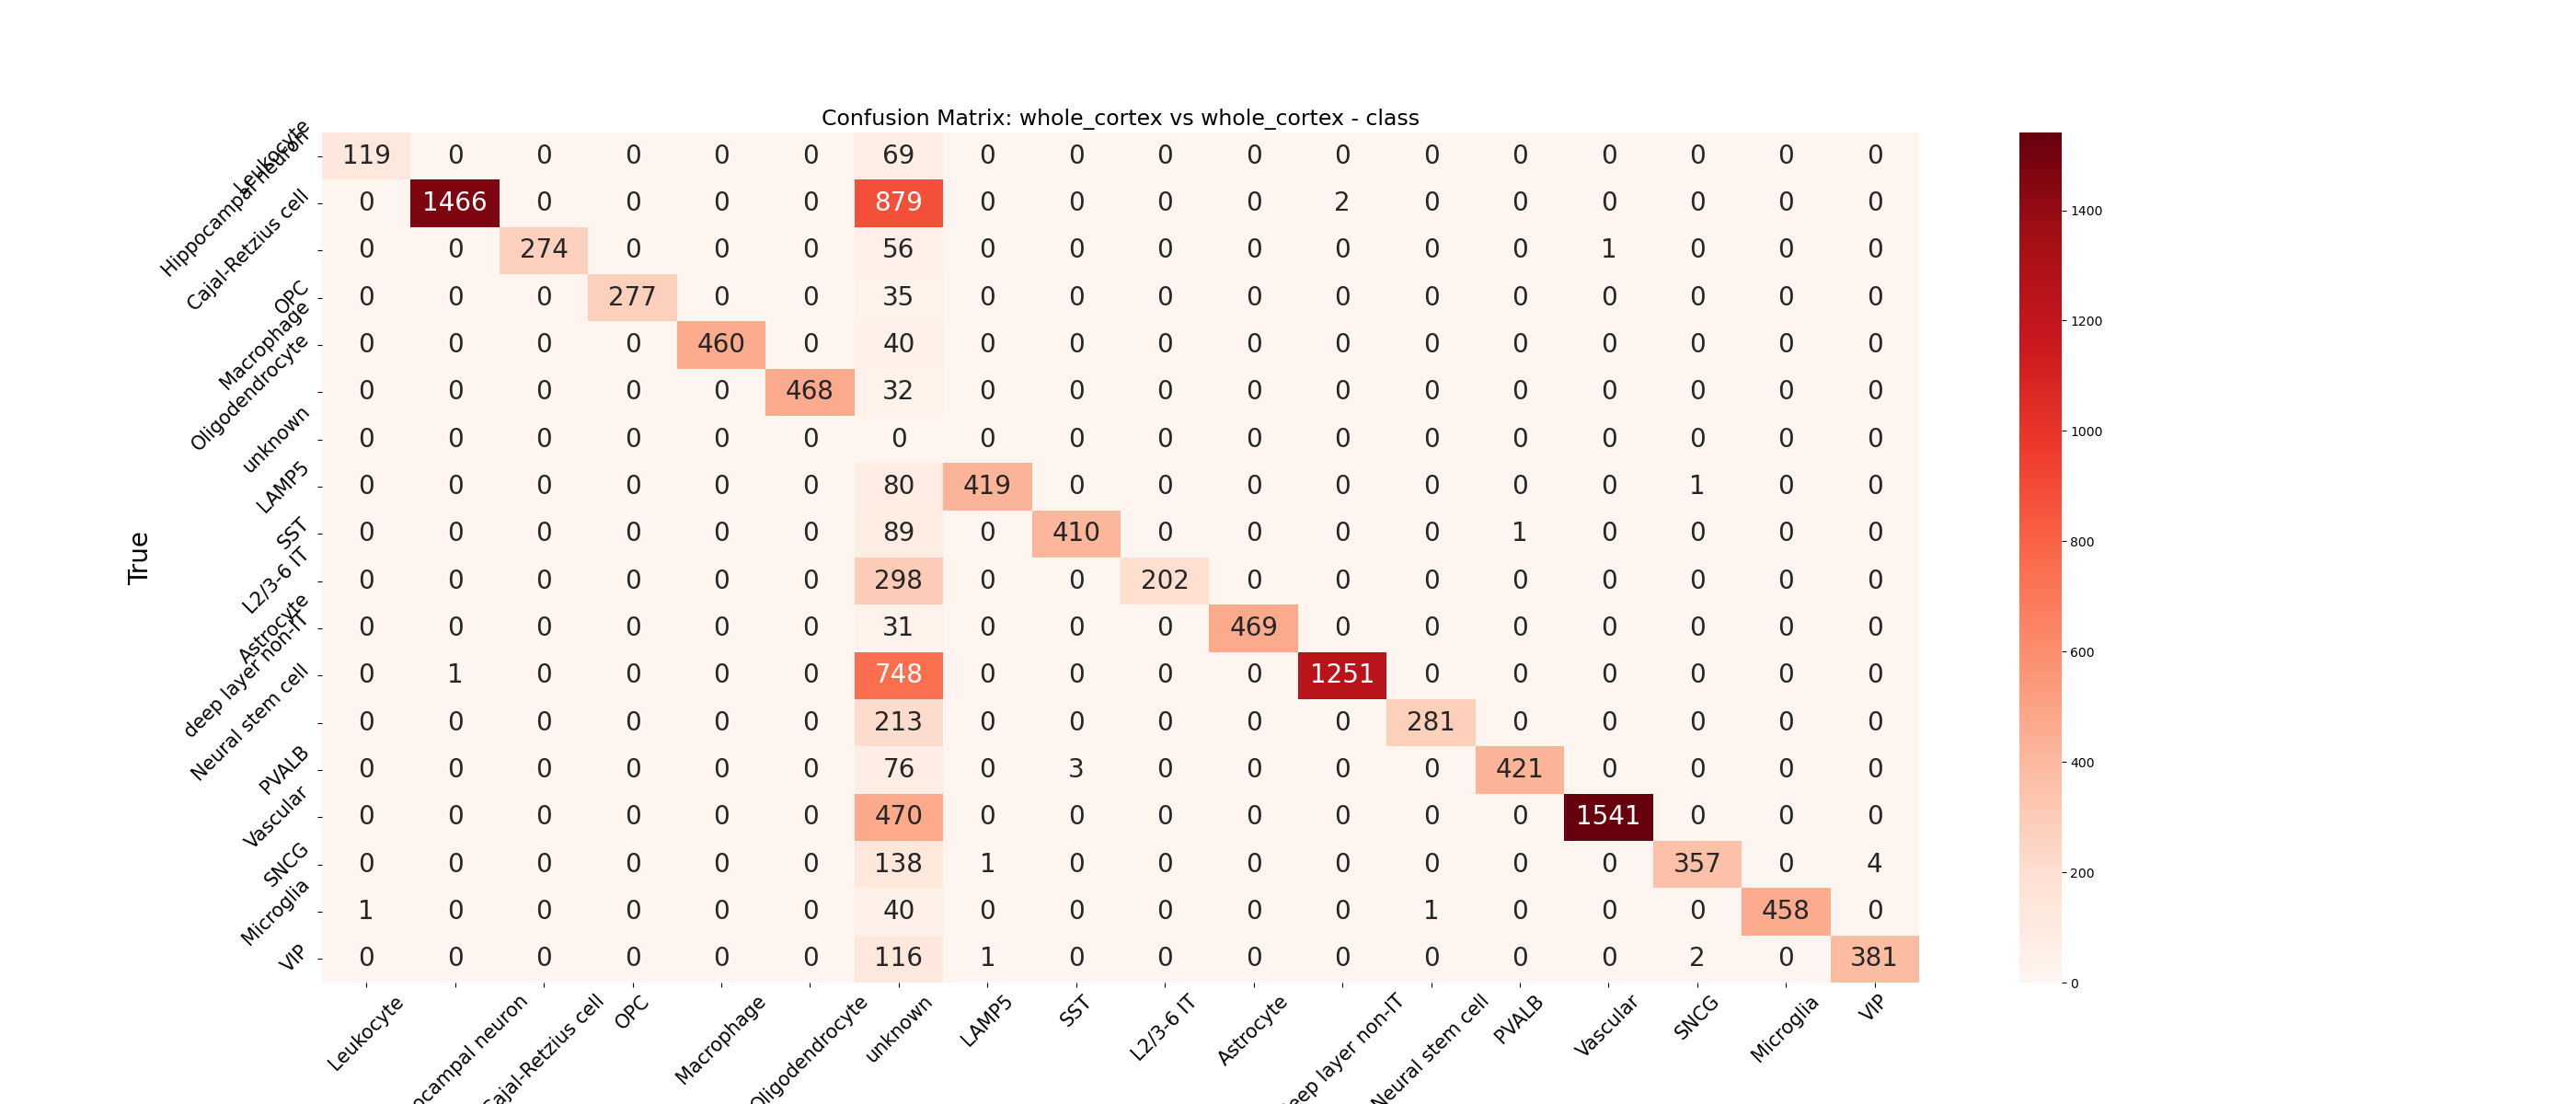 Confusion Matrix: whole_cortex vs whole_cortex - class
Leukocyte 119 0 0 0 0 0 69 0 0 0 0 0 0 0 0 0 0 0
Hippocampal neuron 0 1466 0 0 0 0 879 0 0 0 0 2 0 0 0 0 0 0
Cajal-Retzius cell 0 0 274 0 0 0 56 0 0 0 0 0 0 0 1 0 0 0
OPC 0 0 0 277 0 0 35 0 0 0 0 0 0 0 0 0 0 0
Macrophage 0 0 0 0 460 0 40 0 0 0 0 0 0 0 0 0 0 0
Oligodendrocyte 0 0 0 0 0 468 32 0 0 0 0 0 0 0 0 0 0 0
unknown 0 0 0 0 0 0 0 0 0 0 0 0 0 0 0 0 0 0
LAMP5 0 0 0 0 0 0 80 419 0 0 0 0 0 0 0 1 0 0
SST 0 0 0 0 0 0 89 0 410 0 0 0 0 1 0 0 0 0
L2/3-6 IT 0 0 0 0 0 0 298 0 0 202 0 0 0 0 0 0 0 0
Astrocyte 0 0 0 0 0 0 31 0 0 0 469 0 0 0 0 0 0 0
deep layer non-IT 0 1 0 0 0 0 748 0 0 0 0 1251 0 0 0 0 0 0
Neural stem cell 0 0 0 0 0 0 213 0 0 0 0 0 281 0 0 0 0 0
PVALB 0 0 0 0 0 0 76 0 3 0 0 0 0 421 0 0 0 0
Vascular 0 0 0 0 0 0 470 0 0 0 0 0 0 0 1541 0 0 0
SNCG 0 0 0 0 0 0 138 1 0 0 0 0 0 0 0 357 0 4
Microglia 1 0 0 0 0 0 40 0 0 0 0 0 1 0 0 0 458 0
VIP 0 0 0 0 0 0 116 1 0 0 0 0 0 0 0 2 0 381
True
Leukocyte
ocampal neuron
Cajal-Retzius cell
OPC
Macrophage
Oligodendrocyte
unknown
LAMP5
SST
L2/3-6 IT
Astrocyte
eep layer non-IT
Neural stem cell
PVALB
Vascular
SNCG
Microglia
VIP
1400
1200
1000
800
600
400
200
0